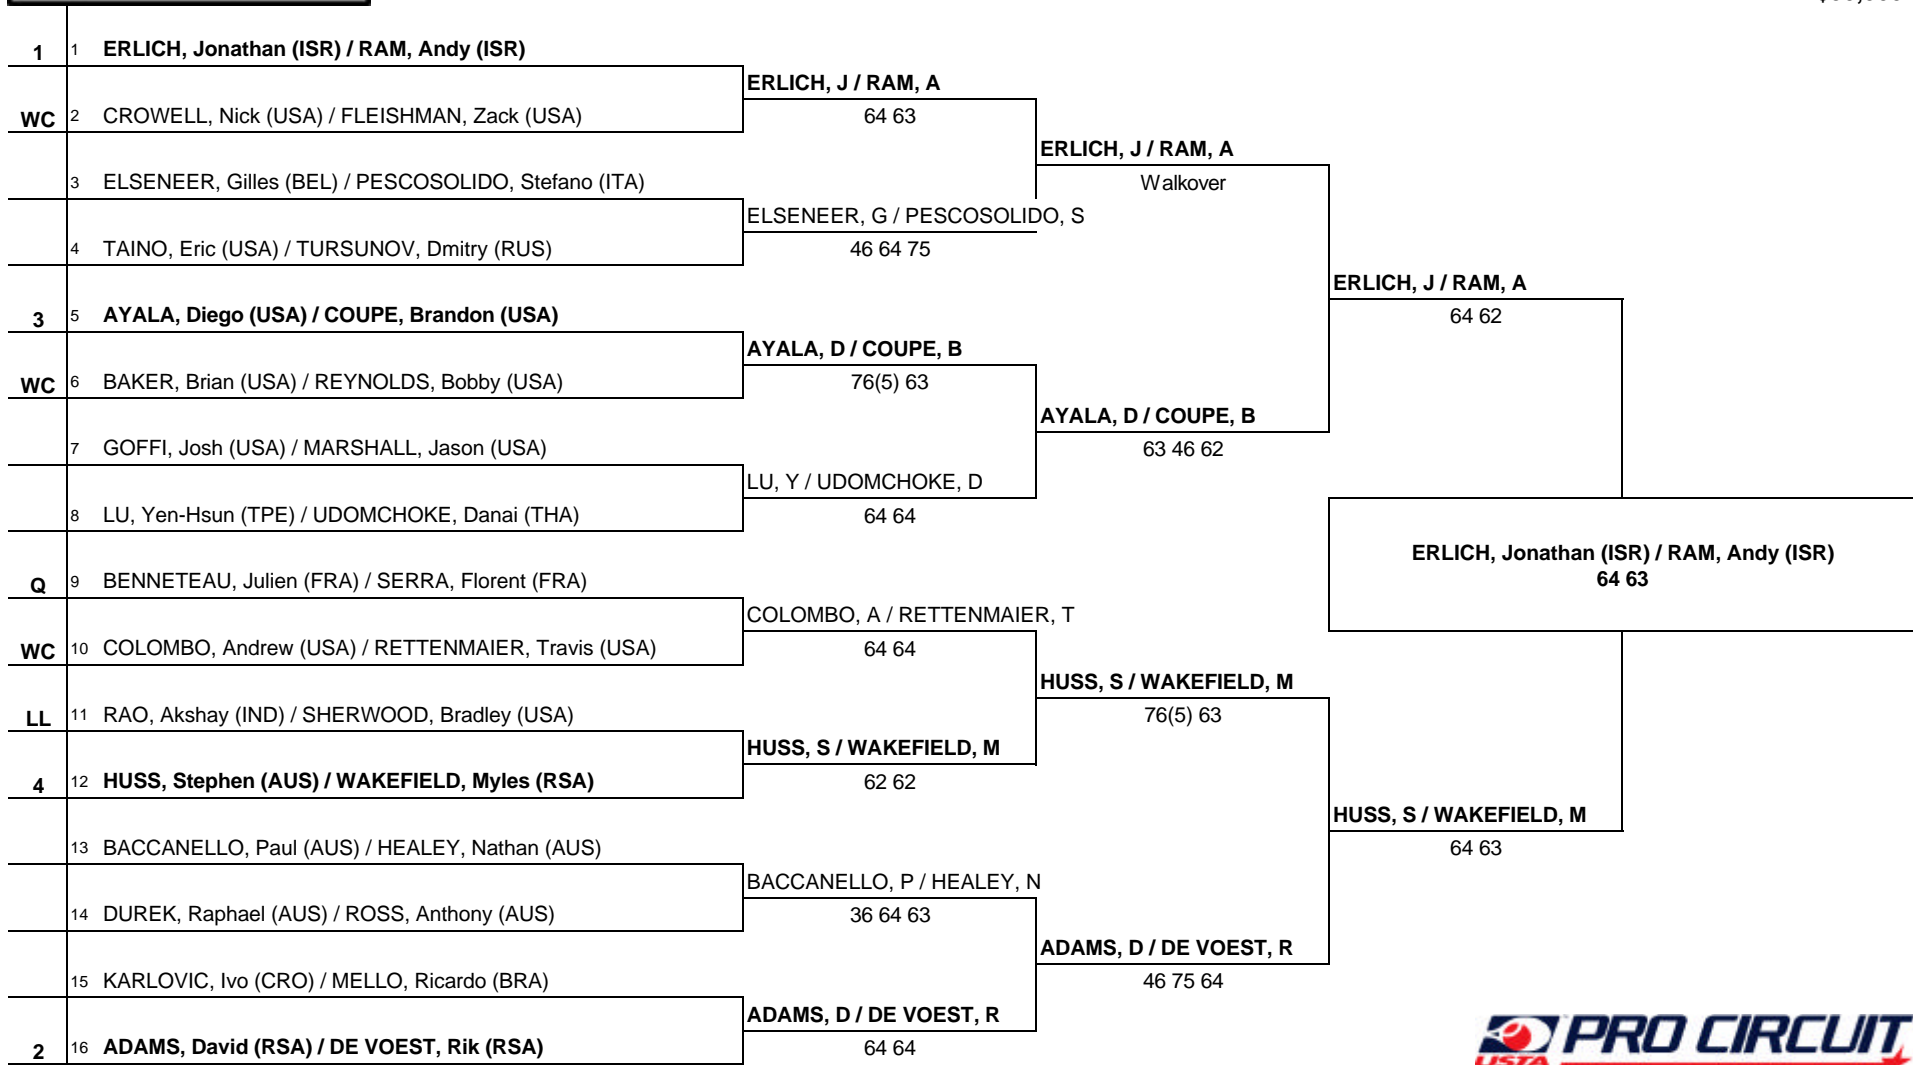 1 1 ERLICH, Jonathan (ISR) / RAM, Andy (ISR)
ERLICH, J / RAM, A
WC 2 CROWELL, Nick (USA) / FLEISHMAN, Zack (USA)
64 63
ERLICH, J / RAM, A
3 ELSENEER, Gilles (BEL) / PESCOSOLIDO, Stefano (ITA)
Walkover
ELSENEER, G / PESCOSOLIDO, S
4 TAINO, Eric (USA) / TURSUNOV, Dmitry (RUS)
46 64 75
ERLICH, J / RAM, A
3 5 AYALA, Diego (USA) / COUPE, Brandon (USA)
64 62
AYALA, D / COUPE, B
WC 6 BAKER, Brian (USA) / REYNOLDS, Bobby (USA)
76(5) 63
AYALA, D / COUPE, B
7 GOFFI, Josh (USA) / MARSHALL, Jason (USA)
63 46 62
LU, Y / UDOMCHOKE, D
8 LU, Yen-Hsun (TPE) / UDOMCHOKE, Danai (THA)
64 64
ERLICH, Jonathan (ISR) / RAM, Andy (ISR)
64 63
Q 9 BENNETEAU, Julien (FRA) / SERRA, Florent (FRA)
COLOMBO, A / RETTENMAIER, T
WC 10 COLOMBO, Andrew (USA) / RETTENMAIER, Travis (USA)
64 64
HUSS, S / WAKEFIELD, M
LL 11 RAO, Akshay (IND) / SHERWOOD, Bradley (USA)
76(5) 63
HUSS, S / WAKEFIELD, M
4 12 HUSS, Stephen (AUS) / WAKEFIELD, Myles (RSA)
62 62
HUSS, S / WAKEFIELD, M
13 BACCANELLO, Paul (AUS) / HEALEY, Nathan (AUS)
64 63
BACCANELLO, P / HEALEY, N
14 DUREK, Raphael (AUS) / ROSS, Anthony (AUS)
36 64 63
ADAMS, D / DE VOEST, R
15 KARLOVIC, Ivo (CRO) / MELLO, Ricardo (BRA)
46 75 64
ADAMS, D / DE VOEST, R
2 16 ADAMS, David (RSA) / DE VOEST, Rik (RSA)
64 64
USTA PRO CIRCUIT